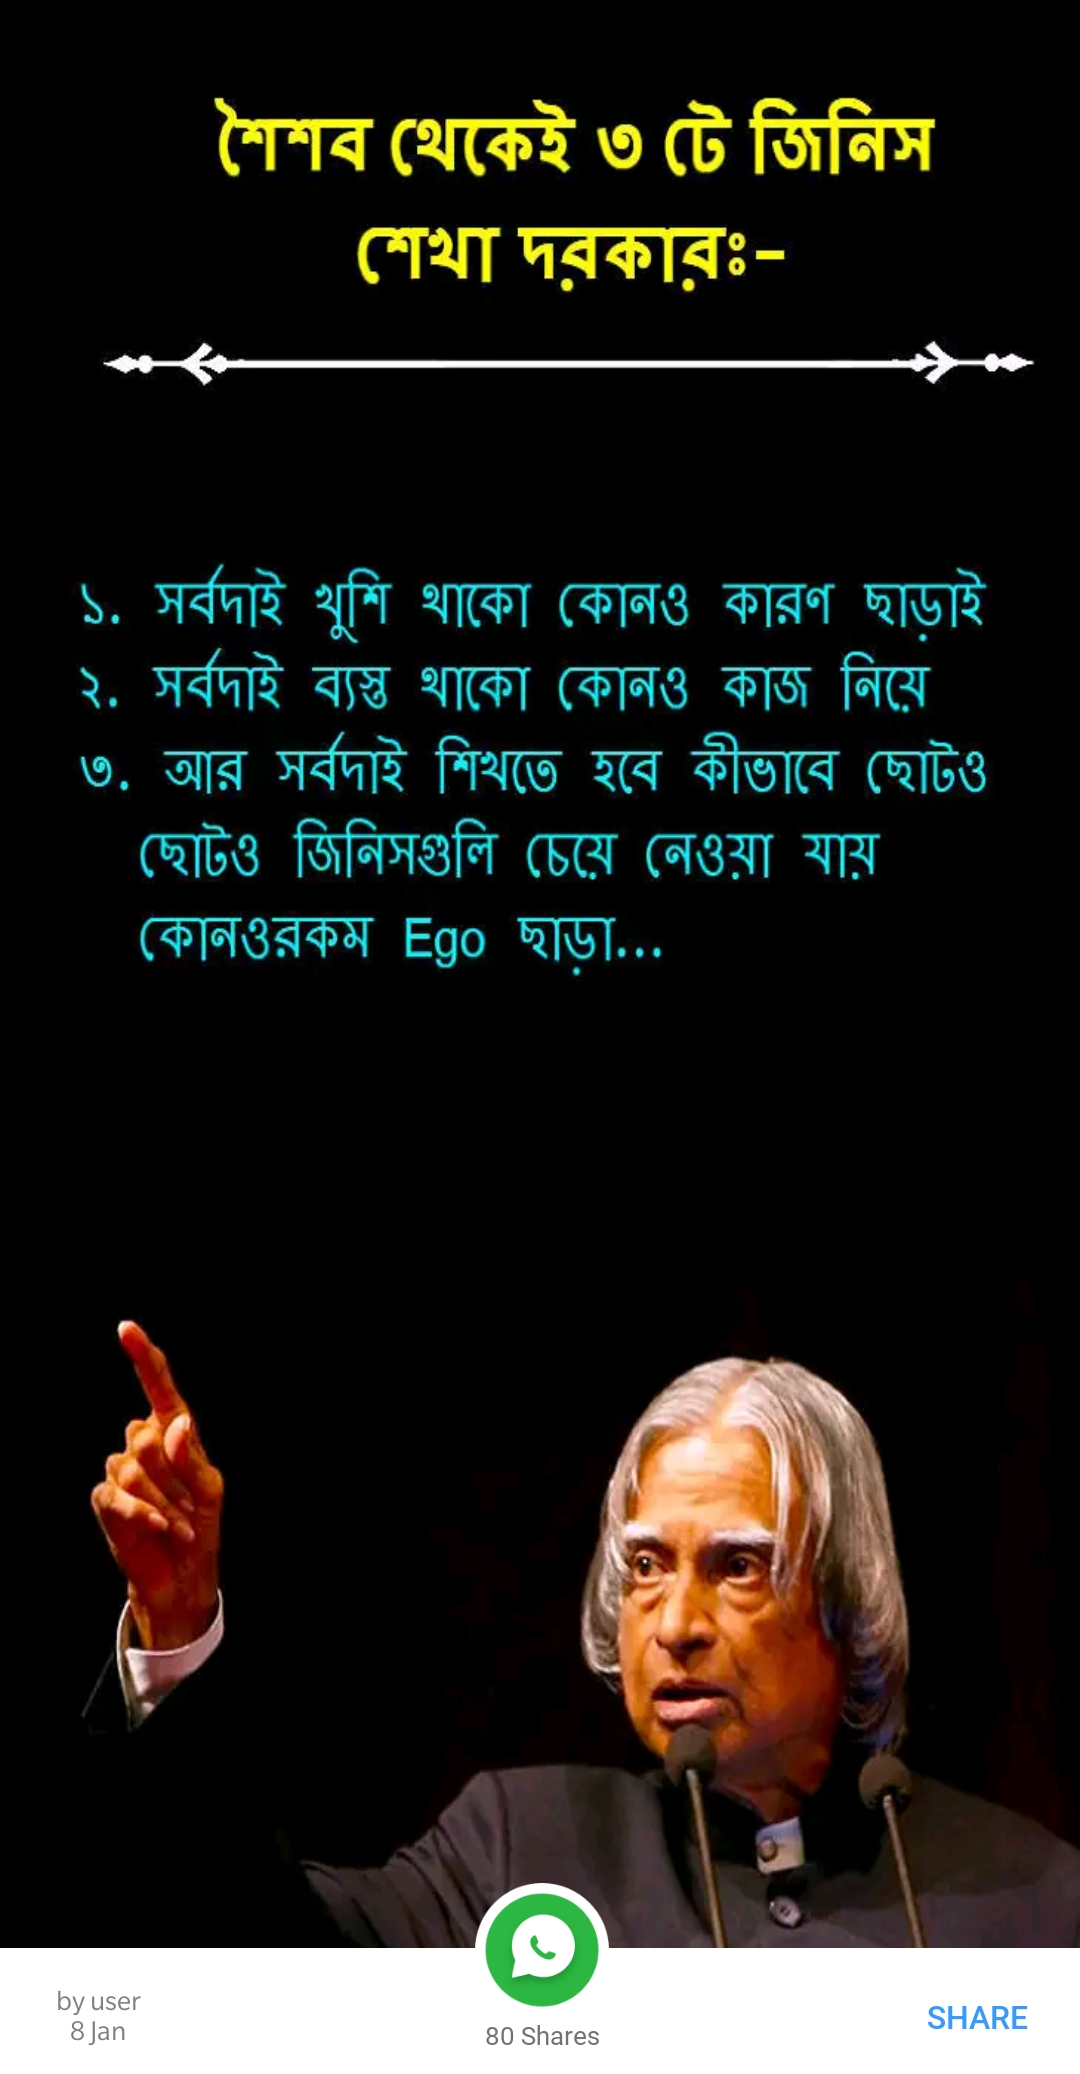 শৈশব থেকেই ৩ টে জিনিস
শেখা দরকারঃ-
১. সর্বদাই খুশি থাকো কোনও কারণ ছাড়াই
২. সর্বদাই ব্যস্ত থাকো কোনও কাজ নিয়ে
৩. আর সর্বদাই শিখতে হবে কীভাবে ছোটও
ছোটও জিনিসগুলি চেয়ে নেওয়া যায়
কোনওরকম Ego ছাড়া...
by user
8 Jan
80 Shares
SHARE